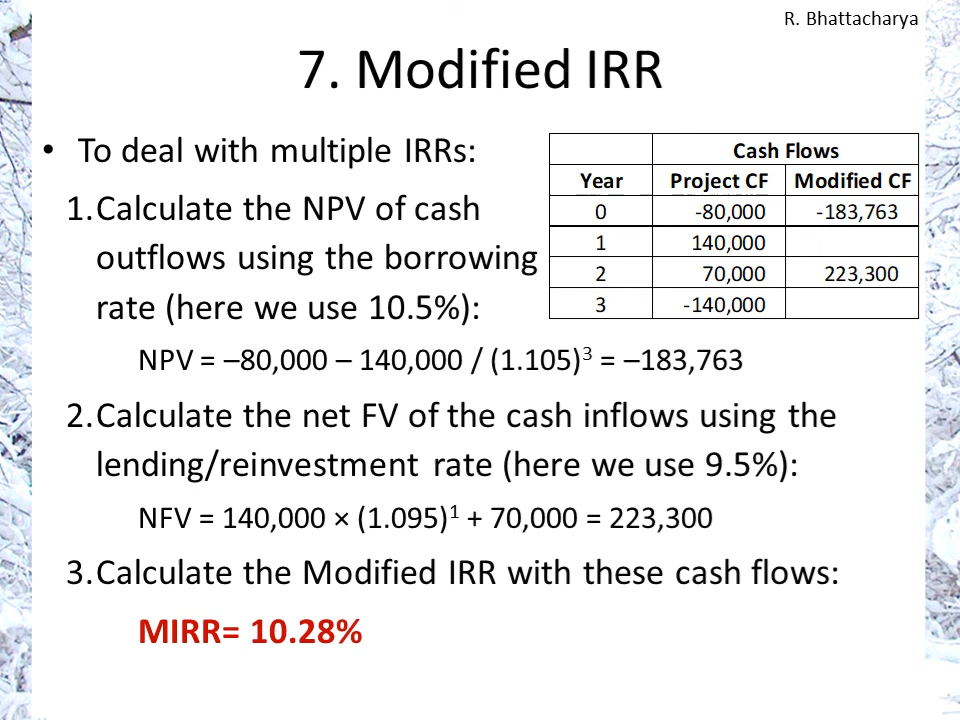 R. Bhattacharya
7. Modified IRR
• To deal with multiple IRRs:
1. Calculate the NPV of cash
outflows using the borrowing
rate (here we use 10.5%):
Cash Flows
Year Project CF Modified CF
0 -80,000 -183,763
1 140,000
2 70,000 223,300
3 -140,000
NPV = –80,000 – 140,000 / (1.105)³ = –183,763
2. Calculate the net FV of the cash inflows using the
lending/reinvestment rate (here we use 9.5%):
NFV = 140,000 × (1.095)¹ + 70,000 = 223,300
3. Calculate the Modified IRR with these cash flows:
MIRR= 10.28%